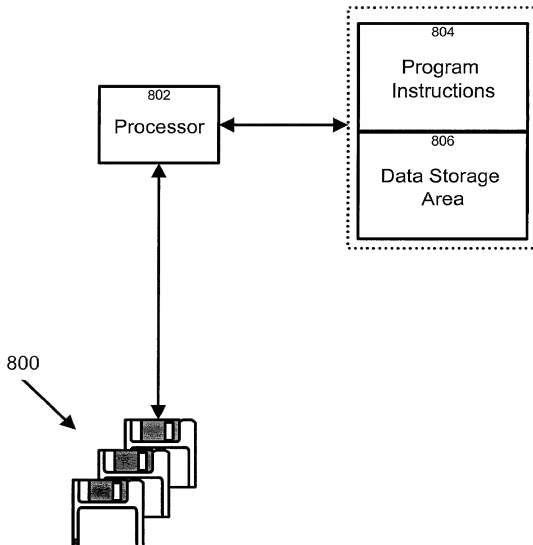 804
Program
Instructions
802
Processor
806
Data Storage
Area
800